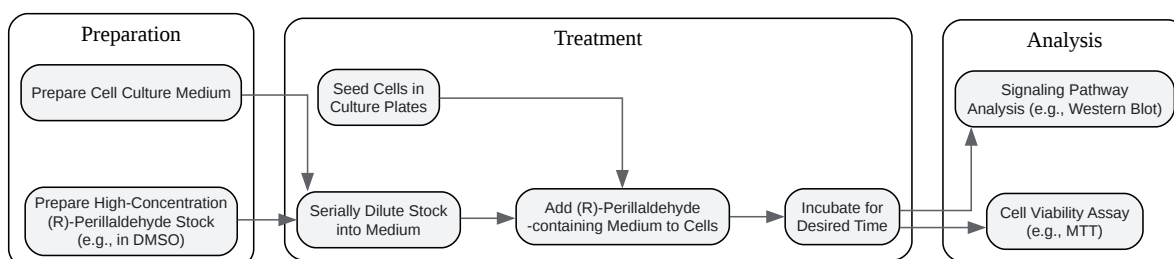 Preparation
Prepare Cell Culture Medium
Prepare High-Concentration
(R)-Perillaldehyde Stock
(e.g., in DMSO)
Treatment
Seed Cells in
Culture Plates
Serially Dilute Stock
into Medium
Add (R)-Perillaldehyde
-containing Medium to Cells
Incubate for
Desired Time
Analysis
Signaling Pathway
Analysis (e.g., Western Blot)
Cell Viability Assay
(e.g., MTT)